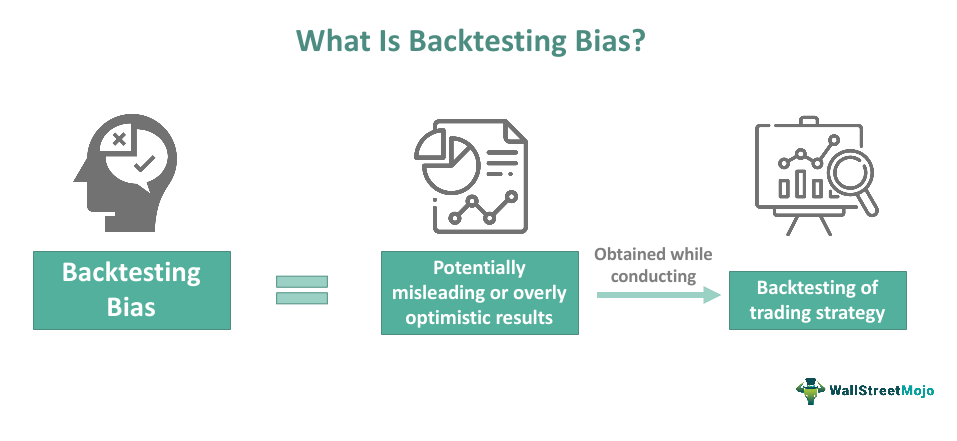 What Is Backtesting Bias?
Backtesting
Bias
Potentially
misleading or overly
optimistic results
Obtained while
conducting
Backtesting of
trading strategy
WallStreetMojo